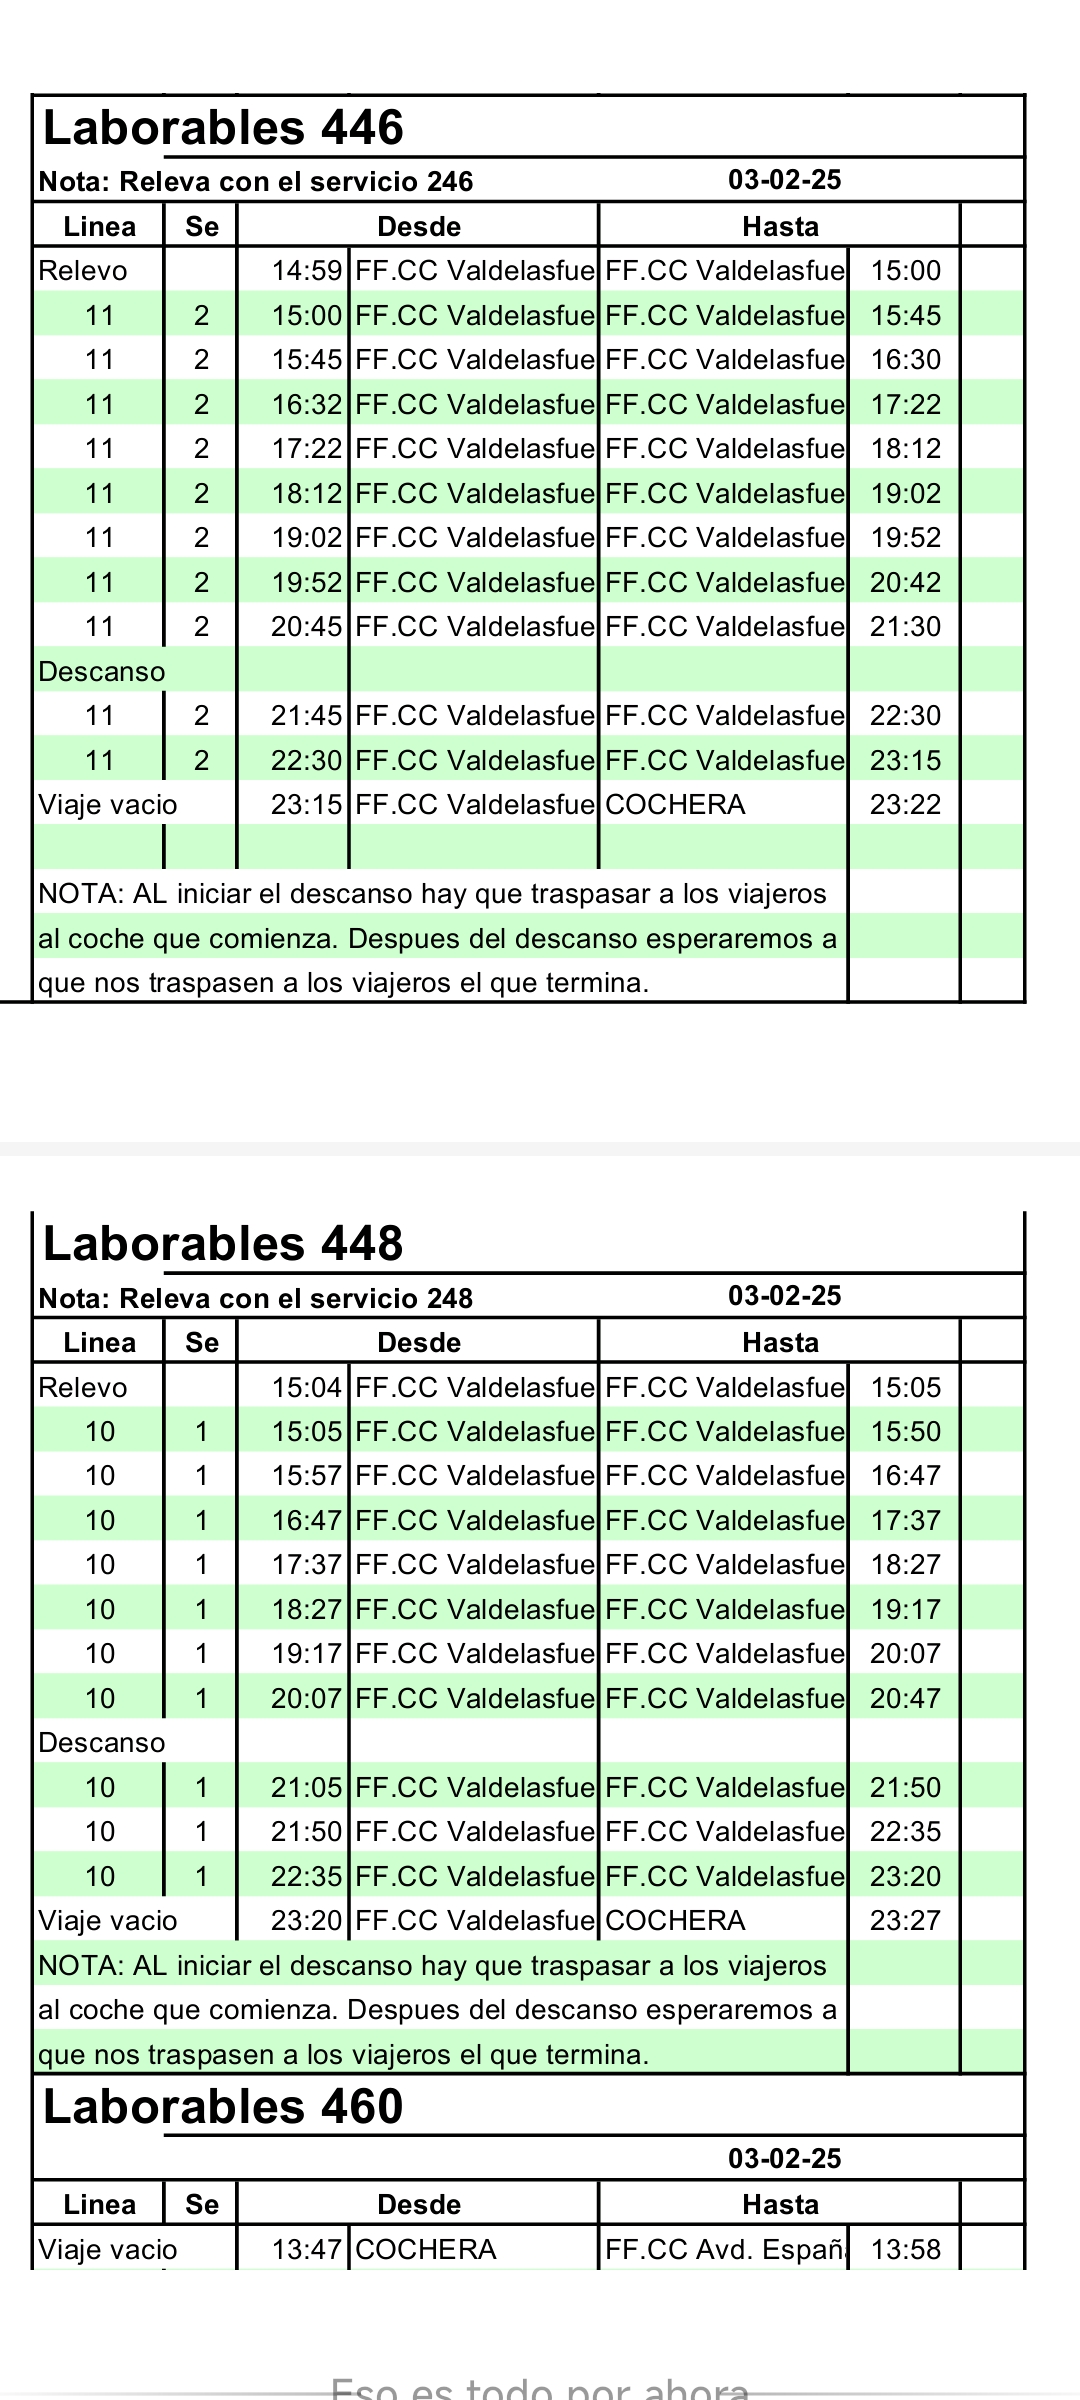 Laborables 446
Nota: Releva con el servicio 246 03-02-25
Linea Se Desde Hasta
Relevo 14:59 FF.CC Valdelasfue FF.CC Valdelasfue 15:00
11 2 15:00 FF.CC Valdelasfue FF.CC Valdelasfue 15:45
11 2 15:45 FF.CC Valdelasfue FF.CC Valdelasfue 16:30
11 2 16:32 FF.CC Valdelasfue FF.CC Valdelasfue 17:22
11 2 17:22 FF.CC Valdelasfue FF.CC Valdelasfue 18:12
11 2 18:12 FF.CC Valdelasfue FF.CC Valdelasfue 19:02
11 2 19:02 FF.CC Valdelasfue FF.CC Valdelasfue 19:52
11 2 19:52 FF.CC Valdelasfue FF.CC Valdelasfue 20:42
11 2 20:45 FF.CC Valdelasfue FF.CC Valdelasfue 21:30
Descanso
11 2 21:45 FF.CC Valdelasfue FF.CC Valdelasfue 22:30
11 2 22:30 FF.CC Valdelasfue FF.CC Valdelasfue 23:15
Viaje vacio 23:15 FF.CC Valdelasfue COCHERA 23:22
NOTA: AL iniciar el descanso hay que traspasar a los viajeros
al coche que comienza. Despues del descanso esperaremos a
que nos traspasen a los viajeros el que termina.
Laborables 448
Nota: Releva con el servicio 248 03-02-25
Linea Se Desde Hasta
Relevo 15:04 FF.CC Valdelasfue FF.CC Valdelasfue 15:05
10 1 15:05 FF.CC Valdelasfue FF.CC Valdelasfue 15:50
10 1 15:57 FF.CC Valdelasfue FF.CC Valdelasfue 16:47
10 1 16:47 FF.CC Valdelasfue FF.CC Valdelasfue 17:37
10 1 17:37 FF.CC Valdelasfue FF.CC Valdelasfue 18:27
10 1 18:27 FF.CC Valdelasfue FF.CC Valdelasfue 19:17
10 1 19:17 FF.CC Valdelasfue FF.CC Valdelasfue 20:07
10 1 20:07 FF.CC Valdelasfue FF.CC Valdelasfue 20:47
Descanso
10 1 21:05 FF.CC Valdelasfue FF.CC Valdelasfue 21:50
10 1 21:50 FF.CC Valdelasfue FF.CC Valdelasfue 22:35
10 1 22:35 FF.CC Valdelasfue FF.CC Valdelasfue 23:20
Viaje vacio 23:20 FF.CC Valdelasfue COCHERA 23:27
NOTA: AL iniciar el descanso hay que traspasar a los viajeros
al coche que comienza. Despues del descanso esperaremos a
que nos traspasen a los viajeros el que termina.
Laborables 460
03-02-25
Linea Se Desde Hasta
Viaje vacio 13:47 COCHERA FF.CC Avd. Españ 13:58
Eso es todo por ahora